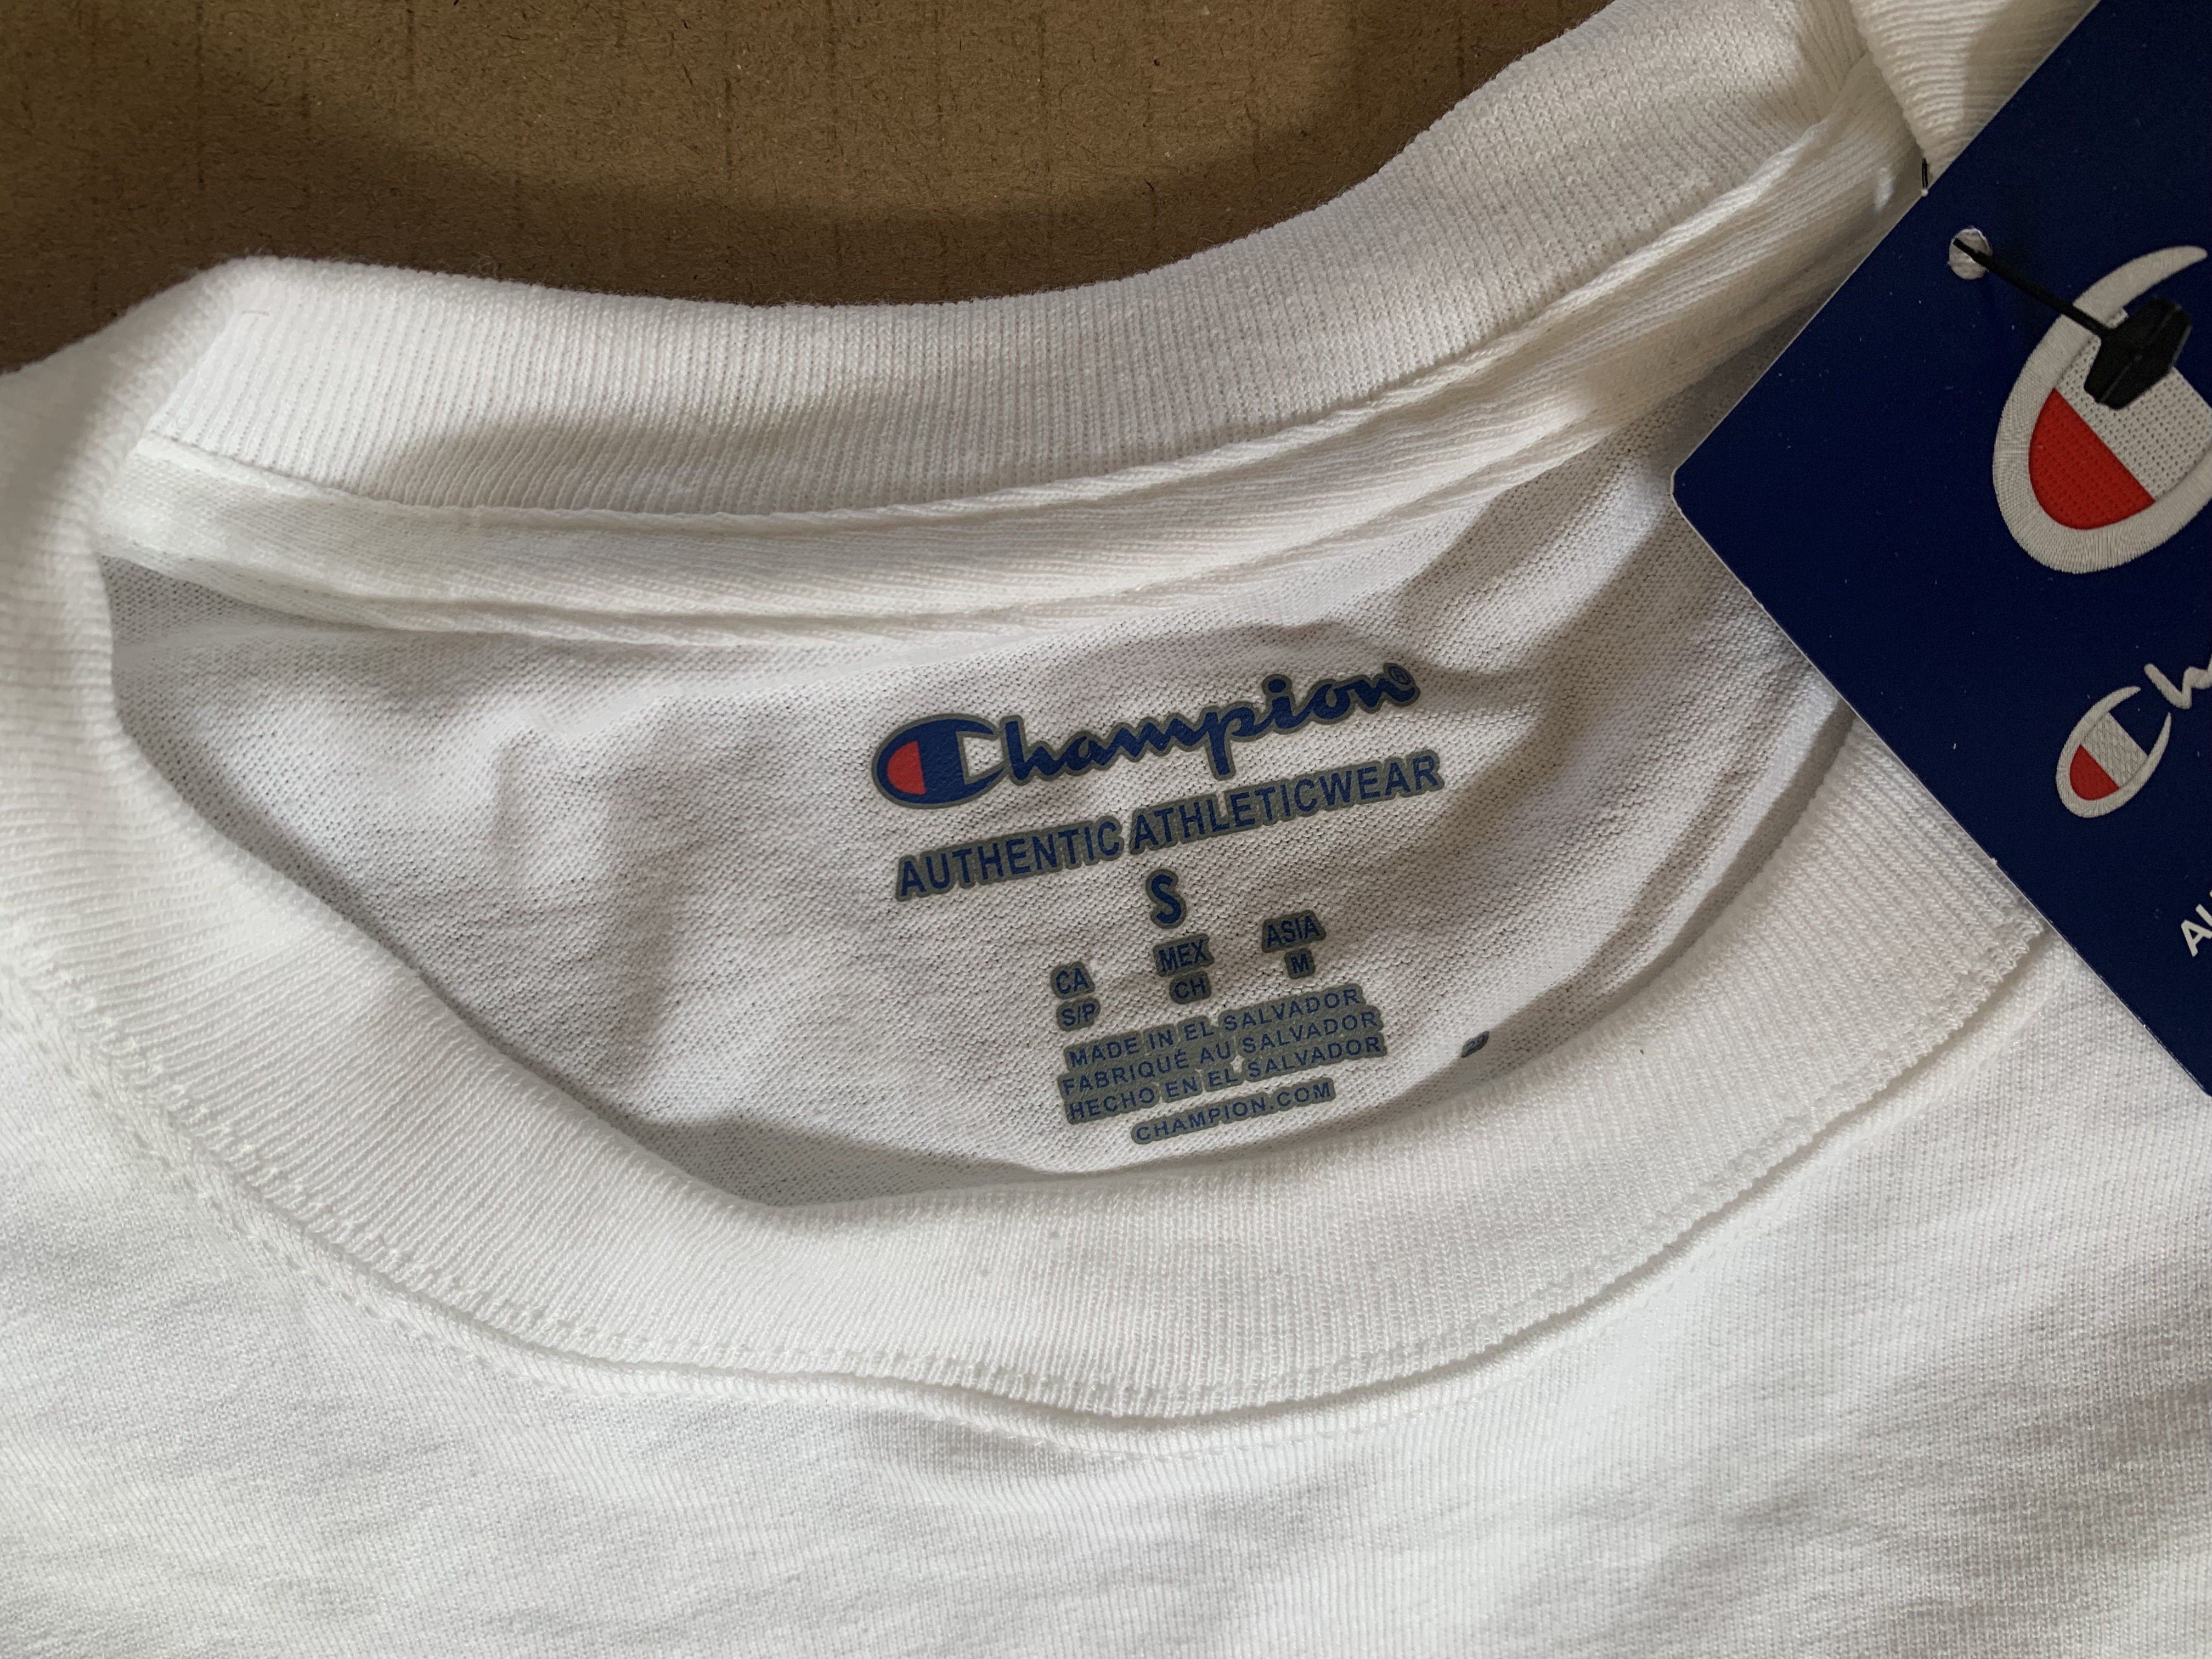 Champion®
AUTHENTIC ATHLETICWEAR
S
CA MEX ASIA
S/P CH M
MADE IN EL SALVADOR
FABRIQUÉ AU SALVADOR
HECHO EN EL SALVADOR
CHAMPION.COM